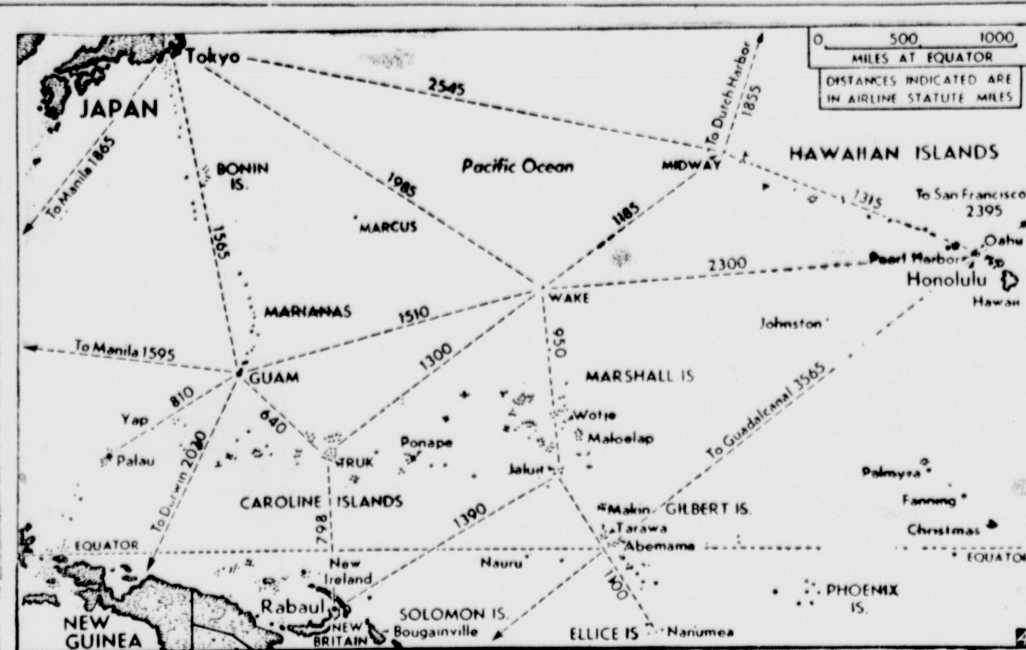 0 500 1000
MILES AT EQUATOR
DISTANCES INDICATED ARE
IN AIRLINE STATUTE MILES
Tokyo
JAPAN
2545
To Dutch Harbor
1855
To Manila 1865
BONIN
IS.
Pacific Ocean
MIDWAY
HAWAIIAN ISLANDS
1985
1315
To San Francisco
2395
MARCUS
1185
1565
Oahu
Pearl Harbor
2300
Honolulu
Hawaii
WAKE
MARIANAS
1510
Johnston
950
To Manila 1595
1300
GUAM
MARSHALL IS
810
To Guadalcanal 3565
Yap
640
Wotje
Ponape
Maloelap
Palau
TRUK
Jaluit
Palmyra
To Darwin 2020
CAROLINE ISLANDS
1390
Makin
GILBERT IS.
Fanning
798
Tarawa
Christmas
EQUATOR
Abemama
EQUATOR
New
Ireland
Nauru
PHOENIX
IS.
Rabaul
SOLOMON IS.
NEW
GUINEA
NEW
BRITAIN
Bougainville
ELLICE IS
Nanumea